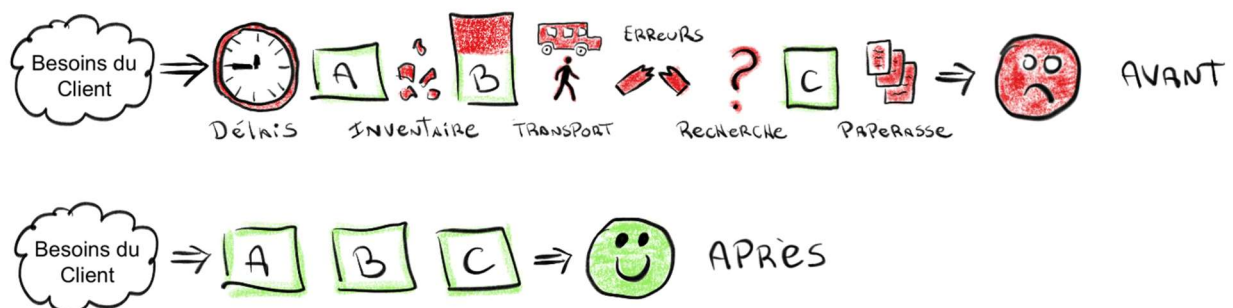 Besoins du
Client
A
B
ERREURS
?
C
AVANT
Délais
INVENTAIRE
TRANSPORT
RECHERCHE
PAPERASSE
Besoins du
Client
A
B
C
APRÈS